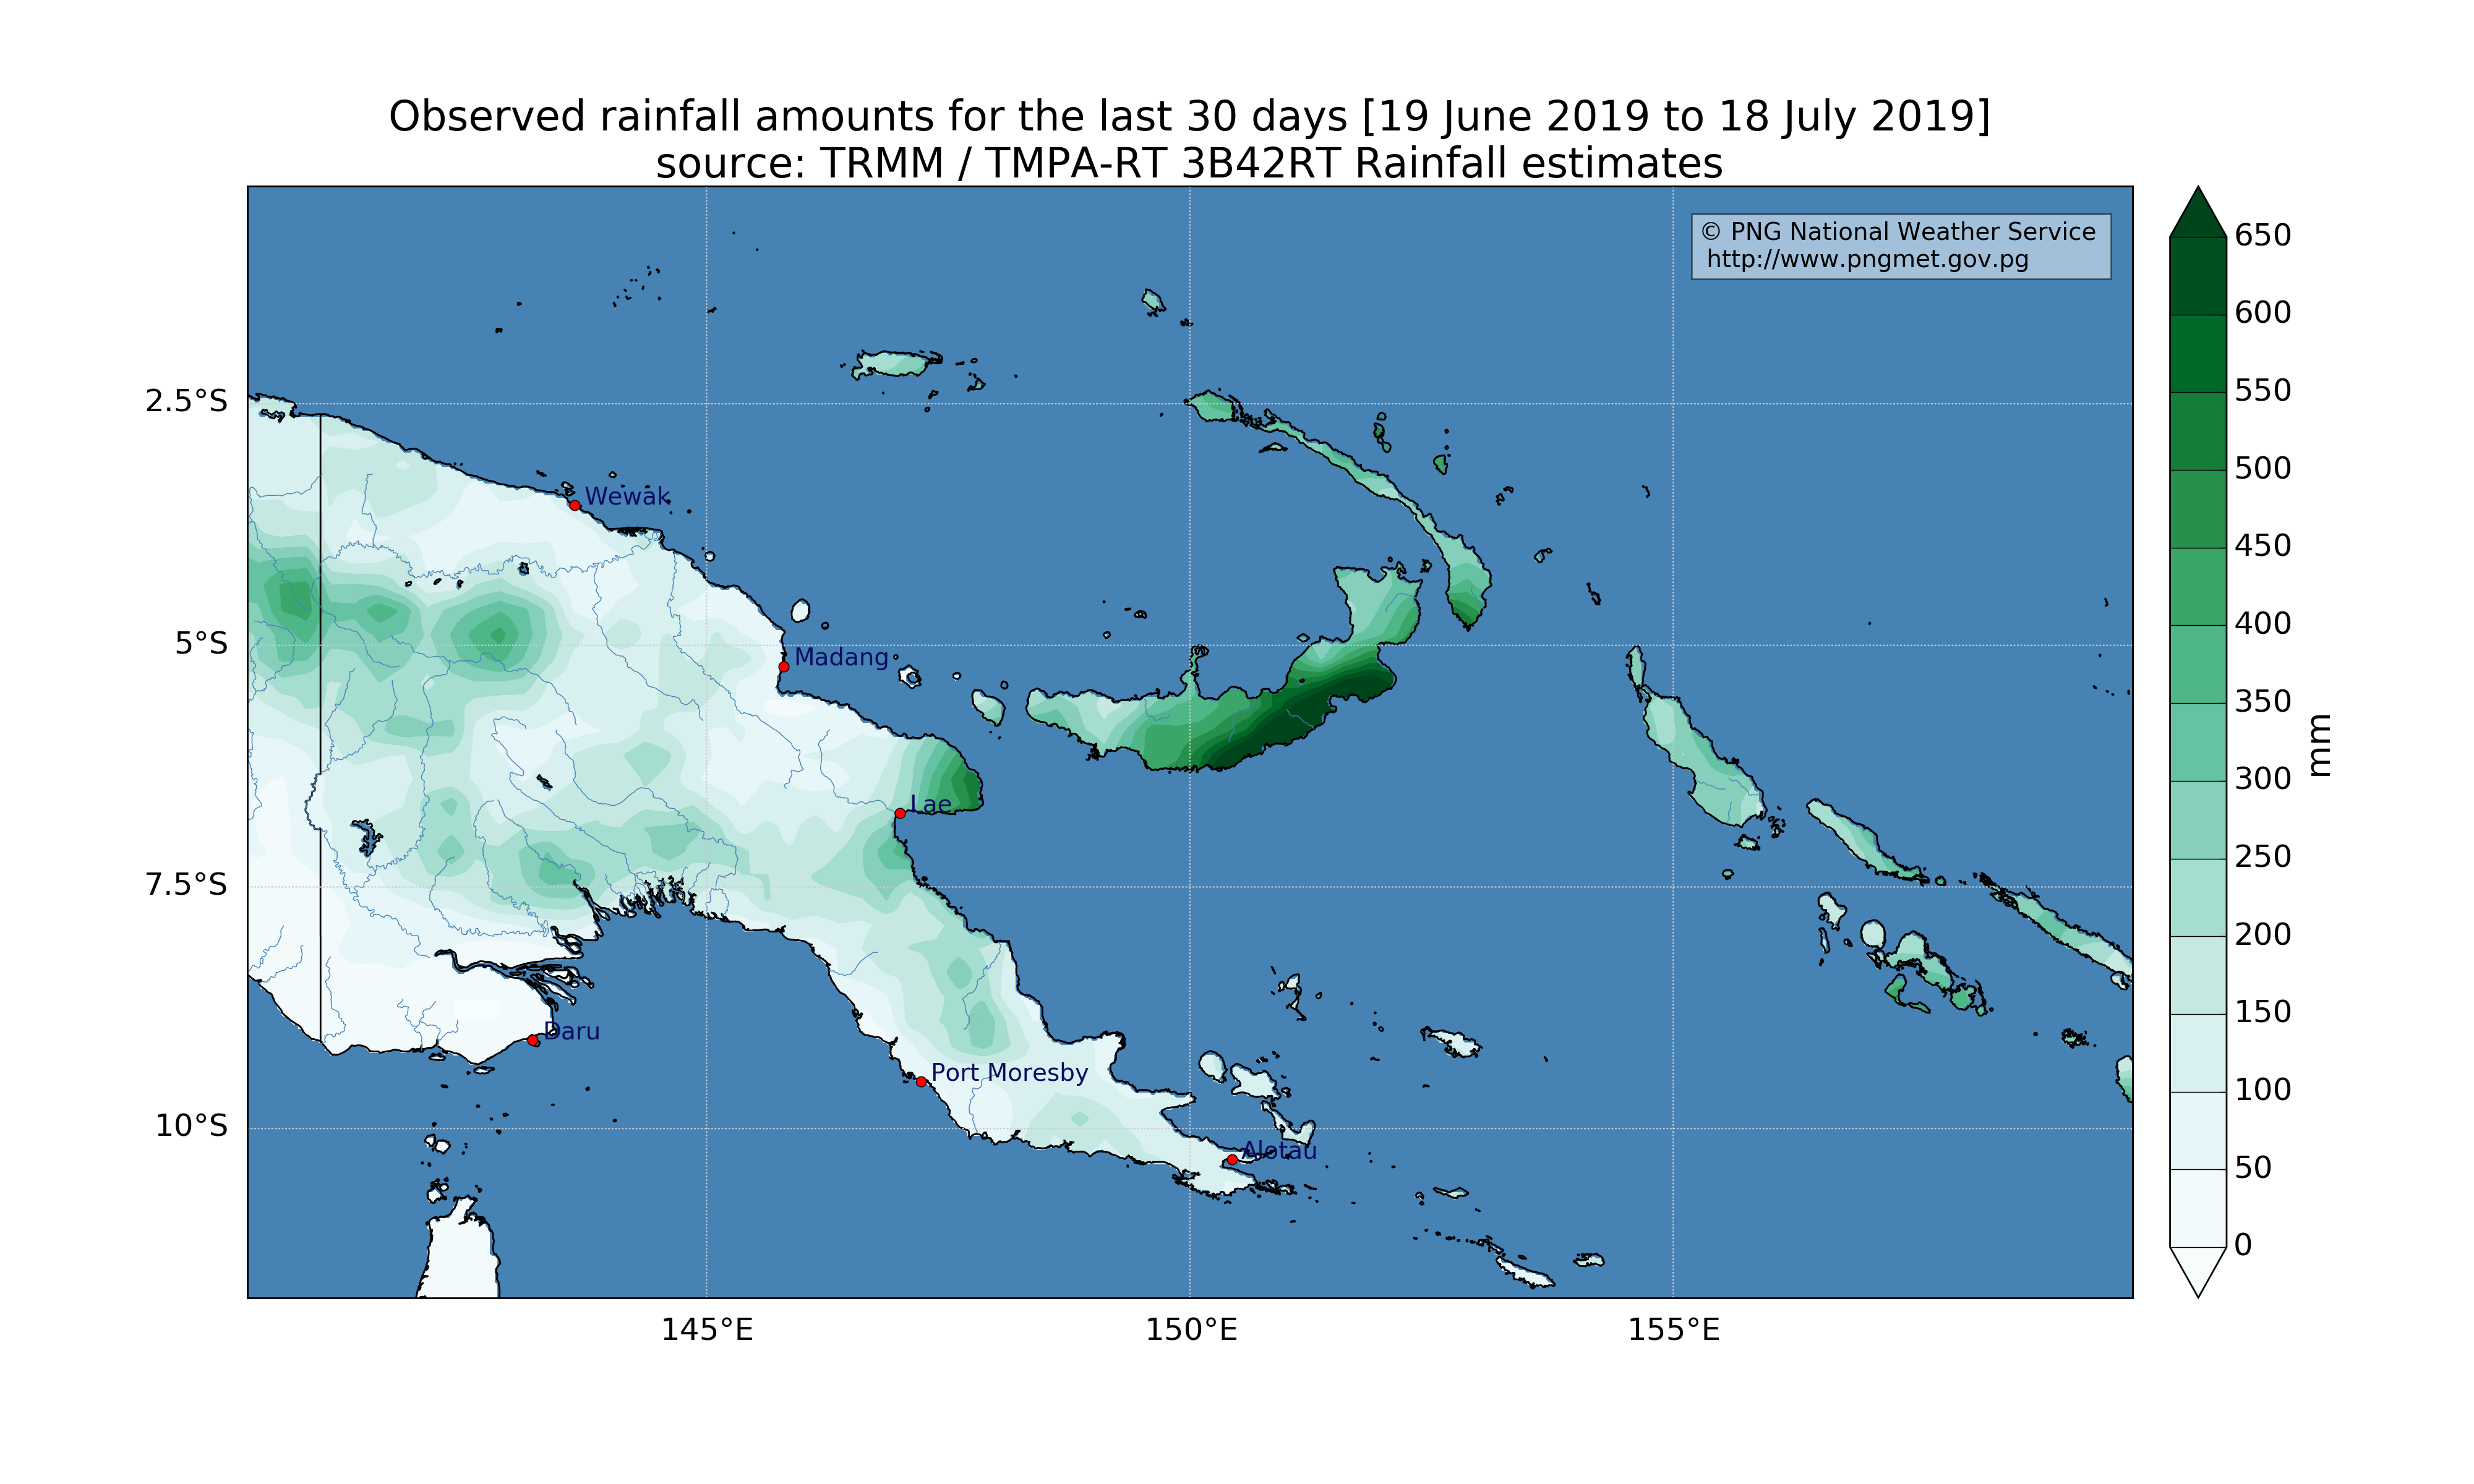 Observed rainfall amounts for the last 30 days [19 June 2019 to 18 July 2019]
source: TRMM / TMPA-RT 3B42RT Rainfall estimates
© PNG National Weather Service
http://www.pngmet.gov.pg
650
600
550
500
450
400
350
300
250
200
150
100
50
0
mm
2.5°S
5°S
7.5°S
10°S
Wewak
Madang
Lae
Daru
Port Moresby
Alotau
145°E
150°E
155°E